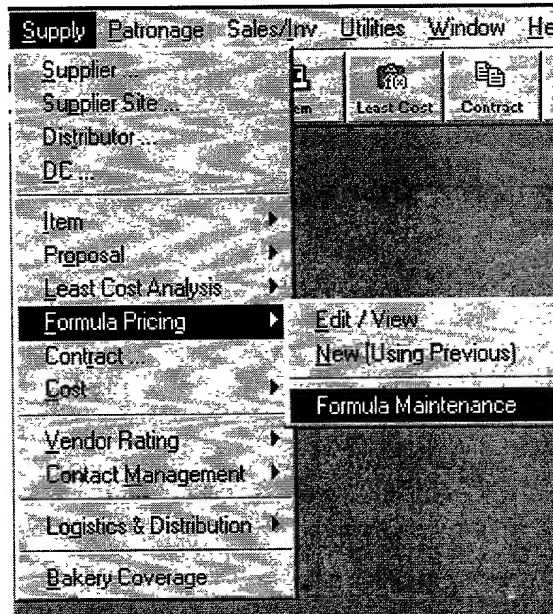 Supply Patronage Sales/Inv Utilities Window He
Supplier ...
Supplier Site ...
Distributor ...
DC ...
em Least Cost Contract
Item
Proposal
Least Cost Analysis
Formula Pricing
Contract ...
Cost
Edit / View
New (Using Previous)
Formula Maintenance
Vendor Rating
Contact Management
Logistics & Distribution
Bakery Coverage